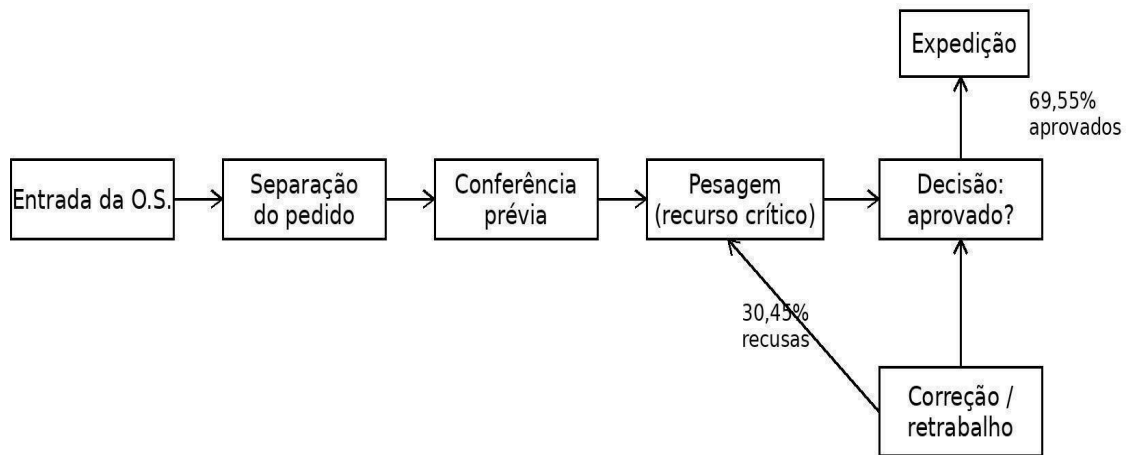 Expedição
69,55%
aprovados
Entrada da O.S.
Separação
do pedido
Conferência
prévia
Pesagem
(recurso crítico)
Decisão:
aprovado?
30,45%
recusas
Correção /
retrabalho